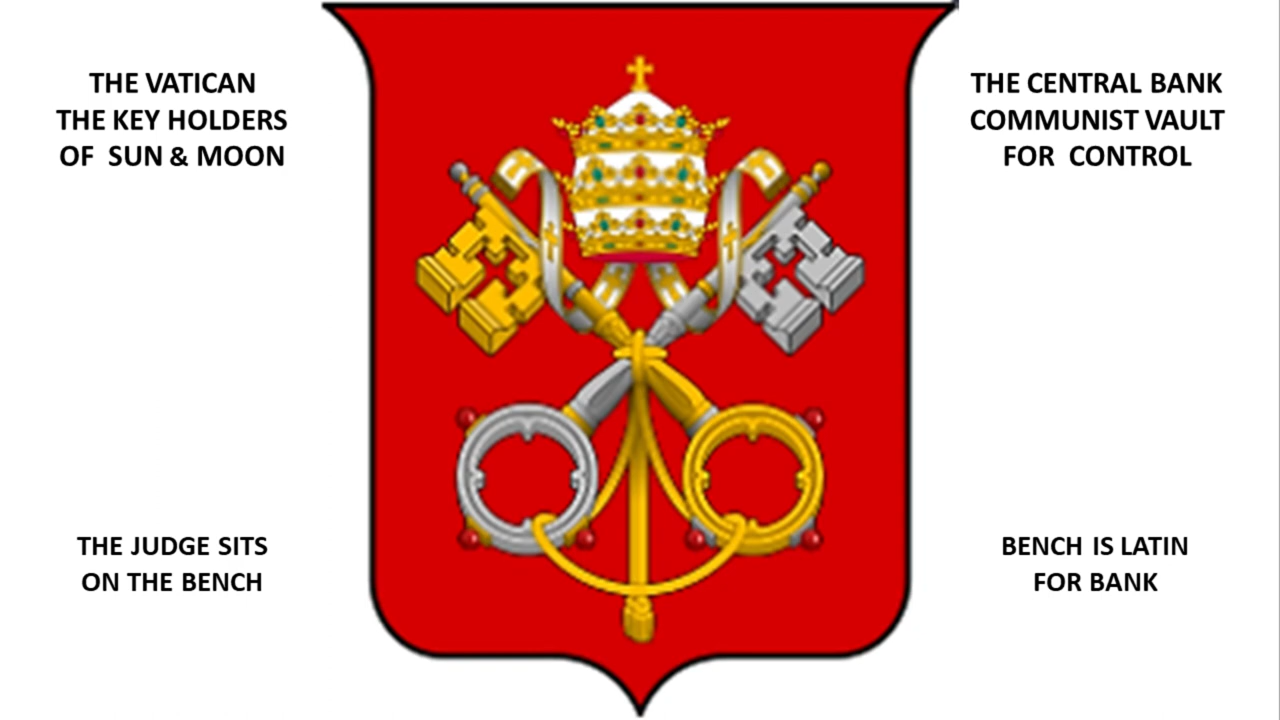 THE VATICAN
THE KEY HOLDERS
OF SUN & MOON
THE CENTRAL BANK
COMMUNIST VAULT
FOR CONTROL
THE JUDGE SITS
ON THE BENCH
BENCH IS LATIN
FOR BANK